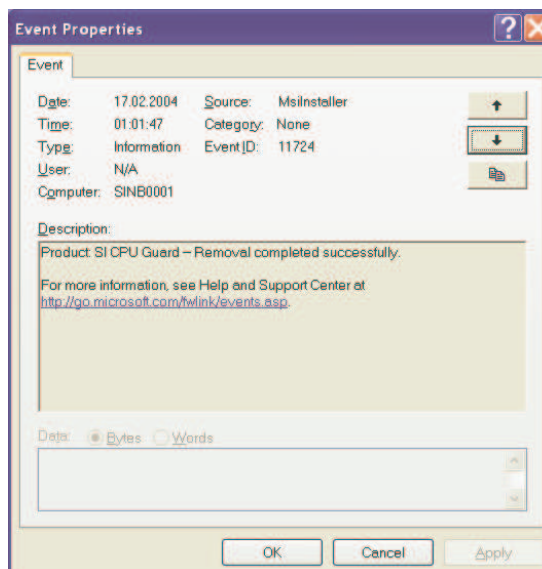 Event Properties
Event
Date: 17.02.2004 Source: MsiInstaller
Time: 01:01:47 Category: None
Type: Information Event ID: 11724
User: N/A
Computer: SINB0001
Description:
Product: SI CPU Guard – Removal completed successfully.
For more information, see Help and Support Center at
http://go.microsoft.com/fwlink/events.asp.
Data: Bytes Words
OK Cancel Apply